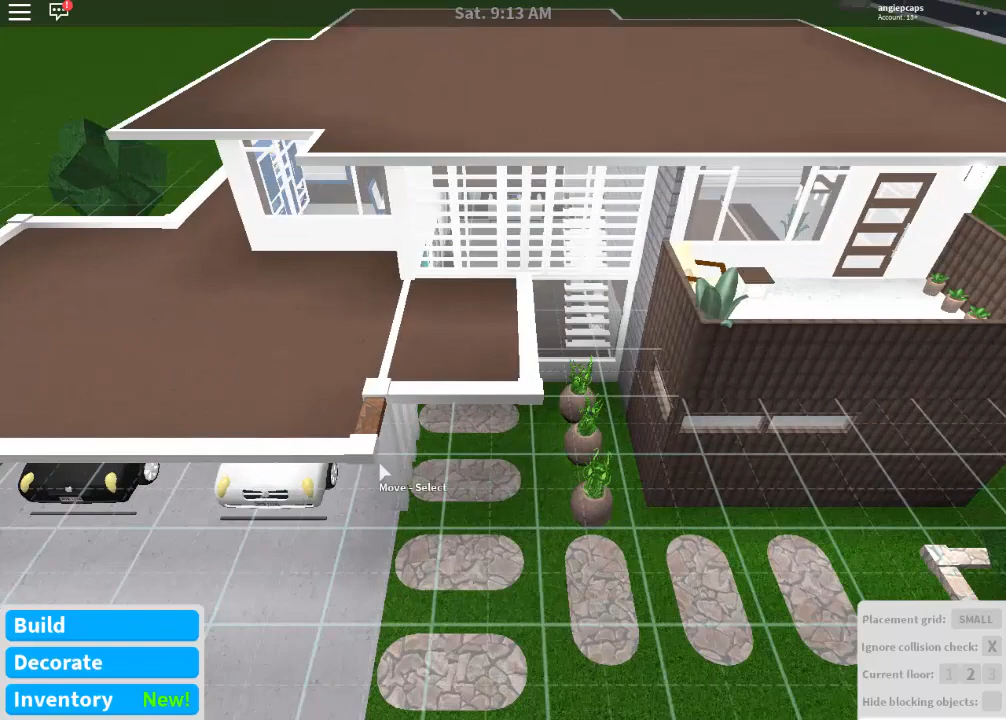 Sat. 9:13 AM
angiepcaps
Account: 13+
Move - Select
Build
Decorate
Inventory New!
Placement grid: SMALL
Ignore collision check: X
Current floor: 1 2 3
Hide blocking objects: